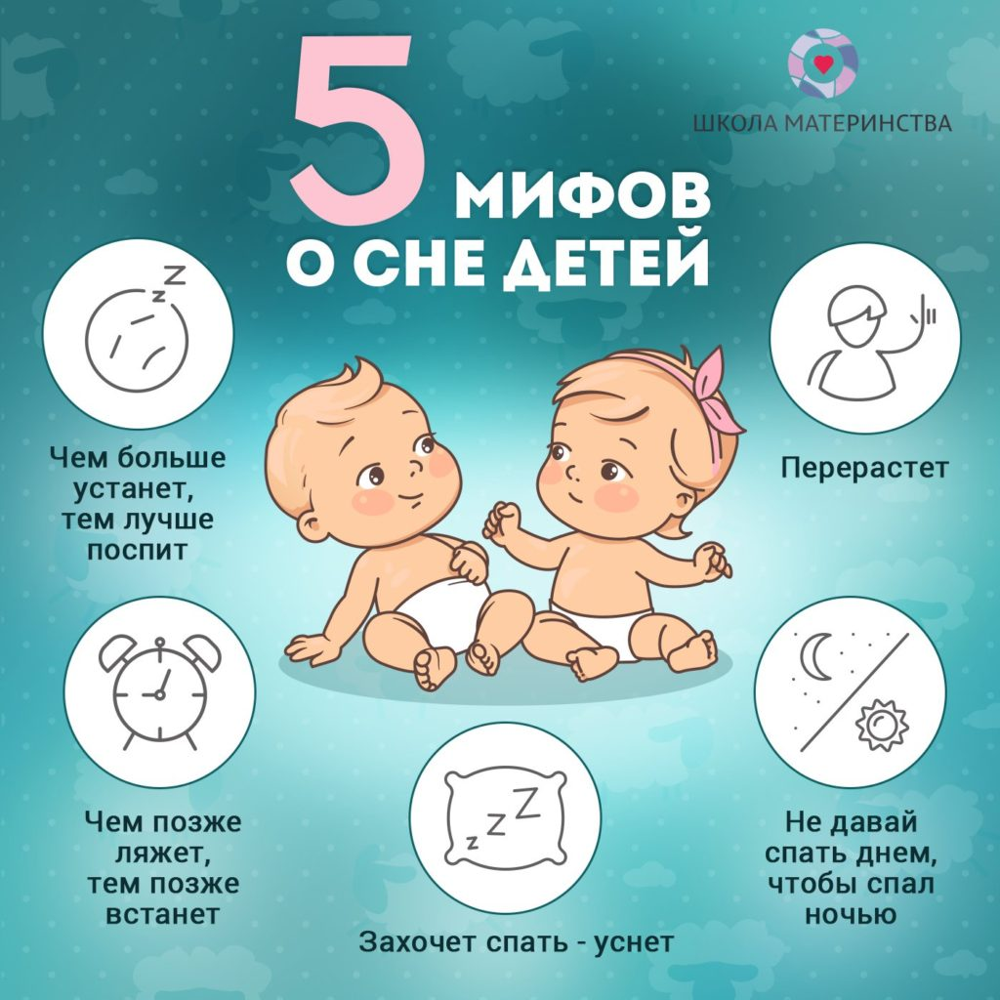 5
МИФОВ
О СНЕ ДЕТЕЙ
ШКОЛА МАТЕРИНСТВА
z
Z
Чем больше
устанет,
тем лучше
поспит
Перерастет
Чем позже
ляжет,
тем позже
встанет
z
Z
Z
Захочет спать - уснет
Не давай
спать днем,
чтобы спал
ночью